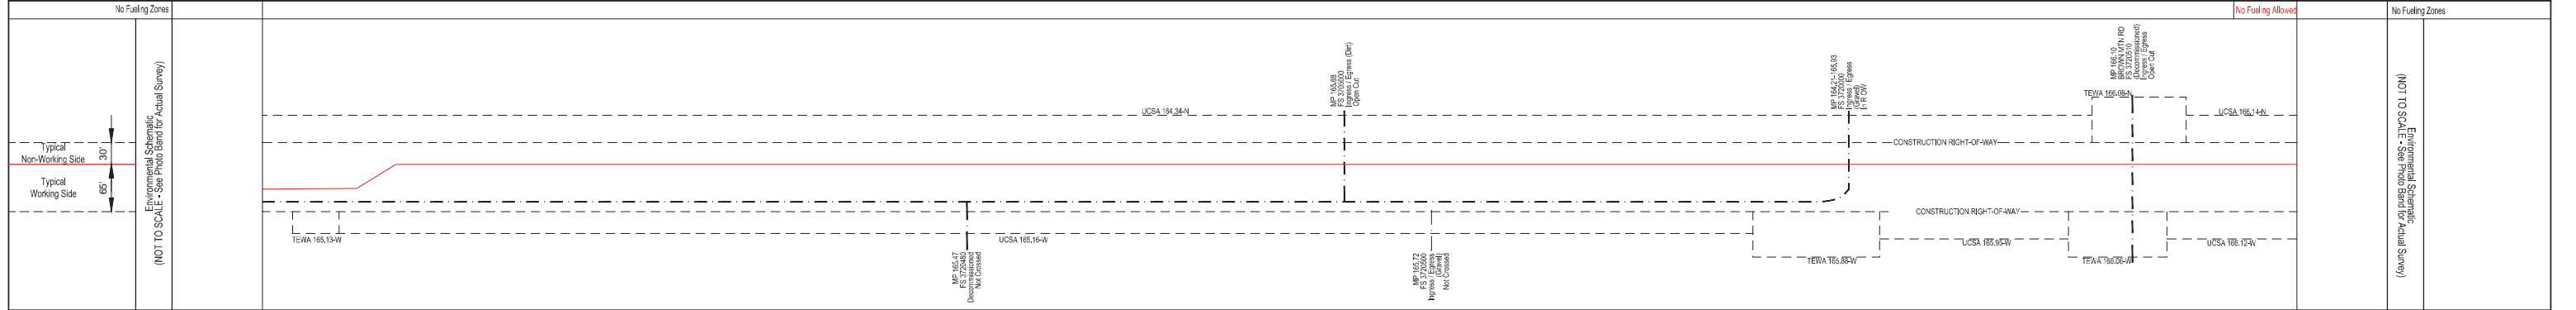 No Fueling Zones
No Fueling Allowed
No Fueling Zones
Typical
Non-Working Side
30'
Typical
Working Side
65'
Environmental Schematic
(NOT TO SCALE - See Photo Band for Actual Survey)
UCSA 164.34-N
MP 165.68
FS 3705000
Ingress / Egress (Dirt)
Open Cut
MP 164.21-165.93
FS 3720000
Ingress / Egress
(Gravel)
In ROW
MP 166.10
BROWN MTN RD
FS 3720510
(Decommissioned)
Ingress / Egress
Open Cut
TEWA 166.08-N
UCSA 166.14-N
CONSTRUCTION RIGHT-OF-WAY
CONSTRUCTION RIGHT-OF-WAY
TEWA 165.13-W
UCSA 165.16-W
MP 165.47
FS 3720480
Decommissioned
Not Crossed
MP 165.72
FS 3720500
Ingress / Egress
(Gravel)
Not Crossed
TEWA 165.88-W
UCSA 165.95-W
TEWA 166.06-W
UCSA 166.12-W
Environmental Schematic
(NOT TO SCALE - See Photo Band for Actual Survey)